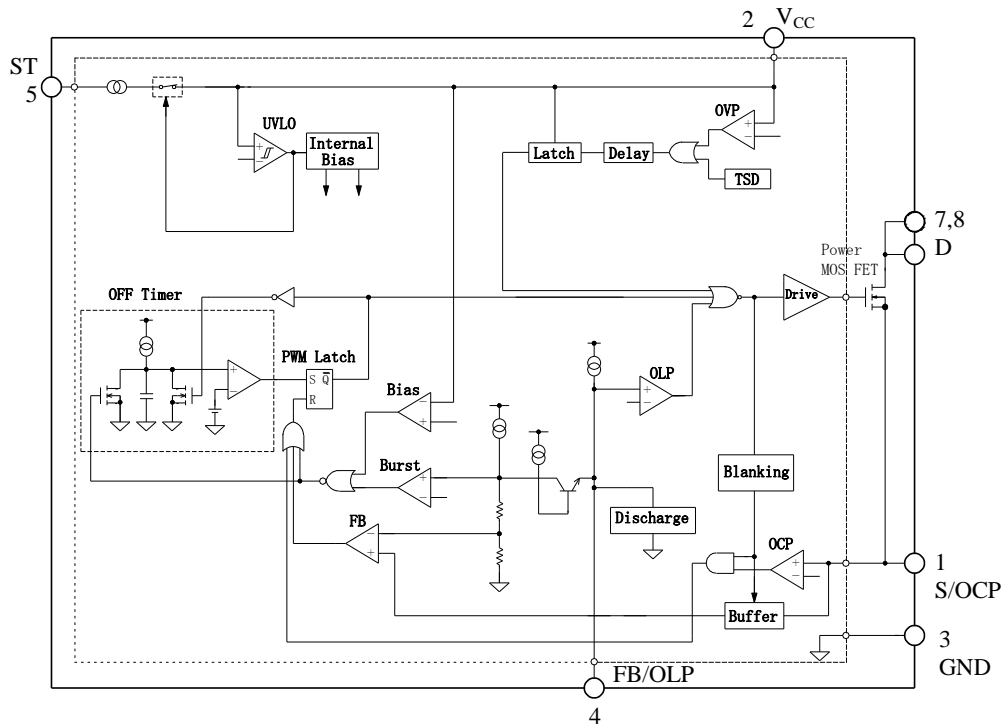 2 VCC
ST
5
UVLO
Internal
Bias
OVP
Latch
Delay
TSD
7,8
D
Power
MOS FET
OFF Timer
Drive
PWM Latch
S Q
R
Bias
OLP
Burst
Blanking
FB
Discharge
OCP
1
S/OCP
Buffer
3
GND
FB/OLP
4